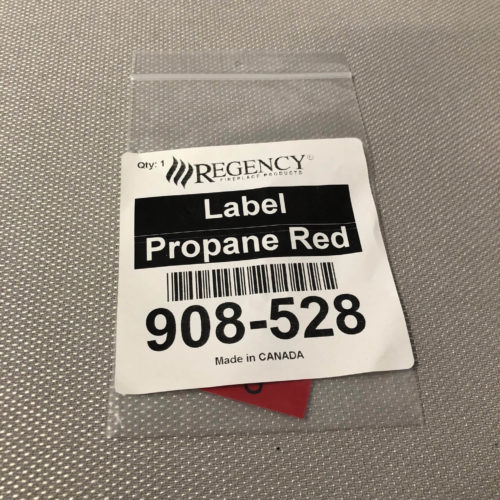 Qty: 1
REGENCY®
FIREPLACE PRODUCTS
Label
Propane Red
908-528
Made in CANADA